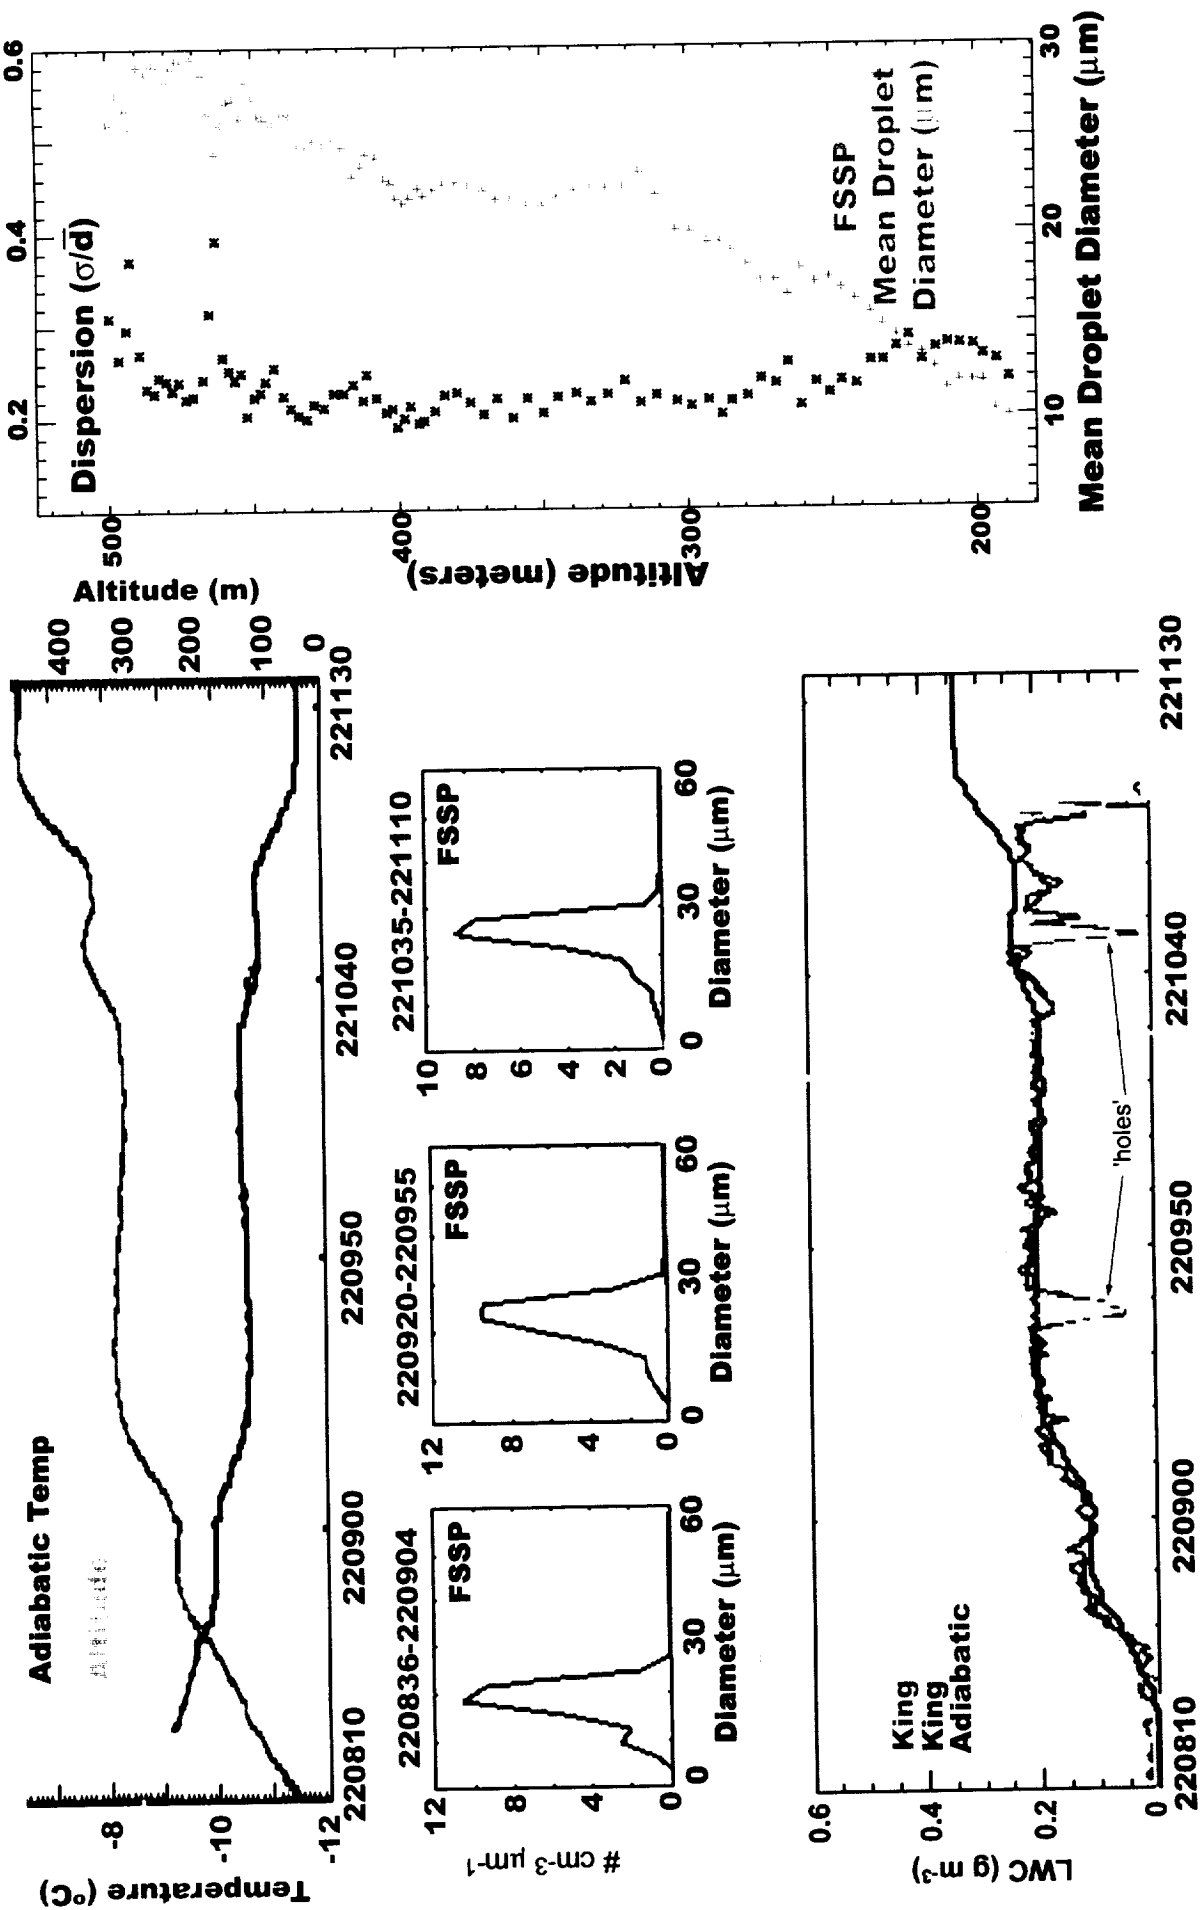 Adiabatic Temp
Altitude
Temperature (°C)
-8
-10
-12
Altitude (m)
400
300
200
100
0
220810
220900
220950
221040
221130
220836-220904
FSSP
# cm-3 μm-1
12
8
4
0
0
30
60
Diameter (μm)
220920-220955
FSSP
12
8
4
0
0
30
60
Diameter (μm)
221035-221110
FSSP
10
8
6
4
2
0
0
30
60
Diameter (μm)
King
King
Adiabatic
LWC (g m-3)
0.6
0.4
0.2
0
'holes'
220810
220900
220950
221040
221130
0.2
0.4
0.6
Dispersion (σ/d̅)
FSSP
Mean Droplet
Diameter (μm)
Altitude (meters)
500
400
300
200
10
20
30
Mean Droplet Diameter (μm)